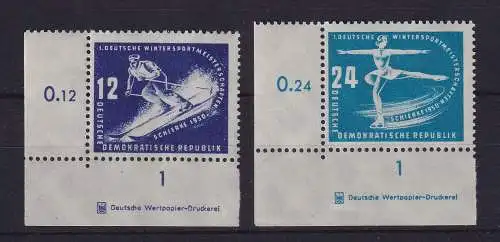 1. DEUTSCHE WINTERSPORTMEISTERSCHAFTEN
SCHIERKE 1950
12
0.12
DEUTSCHE
DEMOKRATISCHE REPUBLIK
1
Deutsche Wertpapier-Druckerei
1. DEUTSCHE WINTERSPORTMEISTERSCHAFTEN
SCHIERKE 1950
24
0.24
DEUTSCHE
DEMOKRATISCHE REPUBLIK
1
Deutsche Wertpapier-Druckerei